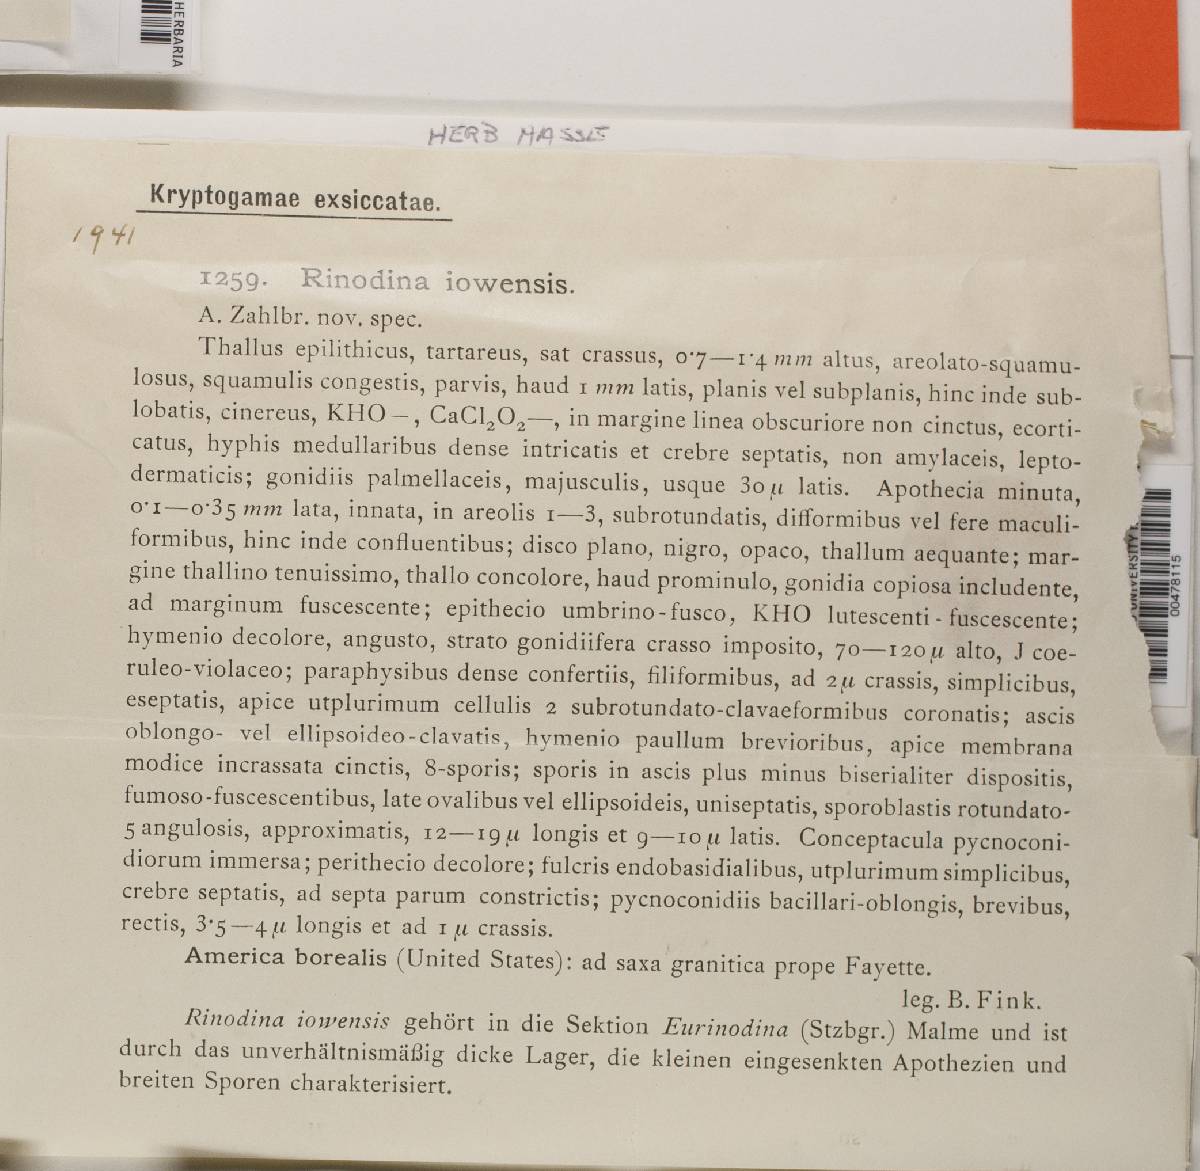 HERBARIA
HERB HASSE
Kryptogamae exsiccatae.
1941
1259. Rinodina iowensis.
A. Zahlbr. nov. spec.
Thallus epilithicus, tartareus, sat crassus, 0·7—1·4 mm altus, areolato-squamu-
losus, squamulis congestis, parvis, haud 1 mm latis, planis vel subplanis, hinc inde sub-
lobatis, cinereus, KHO –, CaCl₂O₂—, in margine linea obscuriore non cinctus, ecorti-
catus, hyphis medullaribus dense intricatis et crebre septatis, non amylaceis, lepto-
dermaticis; gonidiis palmellaceis, majusculis, usque 30 μ latis. Apothecia minuta,
0·1—0·35 mm lata, innata, in areolis 1—3, subrotundatis, difformibus vel fere maculi-
formibus, hinc inde confluentibus; disco plano, nigro, opaco, thallum aequante; mar-
gine thallino tenuissimo, thallo concolore, haud prominulo, gonidia copiosa includente,
ad marginum fuscescente; epithecio umbrino-fusco, KHO lutescenti-fuscescente;
hymenio decolore, angusto, strato gonidiifera crasso imposito, 70—120 μ alto, J coe-
ruleo-violaceo; paraphysibus dense confertiis, filiformibus, ad 2 μ crassis, simplicibus,
eseptatis, apice utplurimum cellulis 2 subrotundato-clavaeformibus coronatis; ascis
oblongo- vel ellipsoideo-clavatis, hymenio paullum brevioribus, apice membrana
modice incrassata cinctis, 8-sporis; sporis in ascis plus minus biserialiter dispositis,
fumoso-fuscescentibus, late ovalibus vel ellipsoideis, uniseptatis, sporoblastis rotundato-
5 angulosis, approximatis, 12—19 μ longis et 9—10 μ latis. Conceptacula pycnoconi-
diorum immersa; perithecio decolore; fulcris endobasidialibus, utplurimum simplicibus,
crebre septatis, ad septa parum constrictis; pycnoconidiis bacillari-oblongis, brevibus,
rectis, 3·5—4 μ longis et ad 1 μ crassis.
America borealis (United States): ad saxa granitica prope Fayette.
leg. B. Fink.
Rinodina iowensis gehört in die Sektion Eurinodina (Stzbgr.) Malme und ist
durch das unverhältnismäßig dicke Lager, die kleinen eingesenkten Apothezien und
breiten Sporen charakterisiert.
UNIVERSITY
00478115